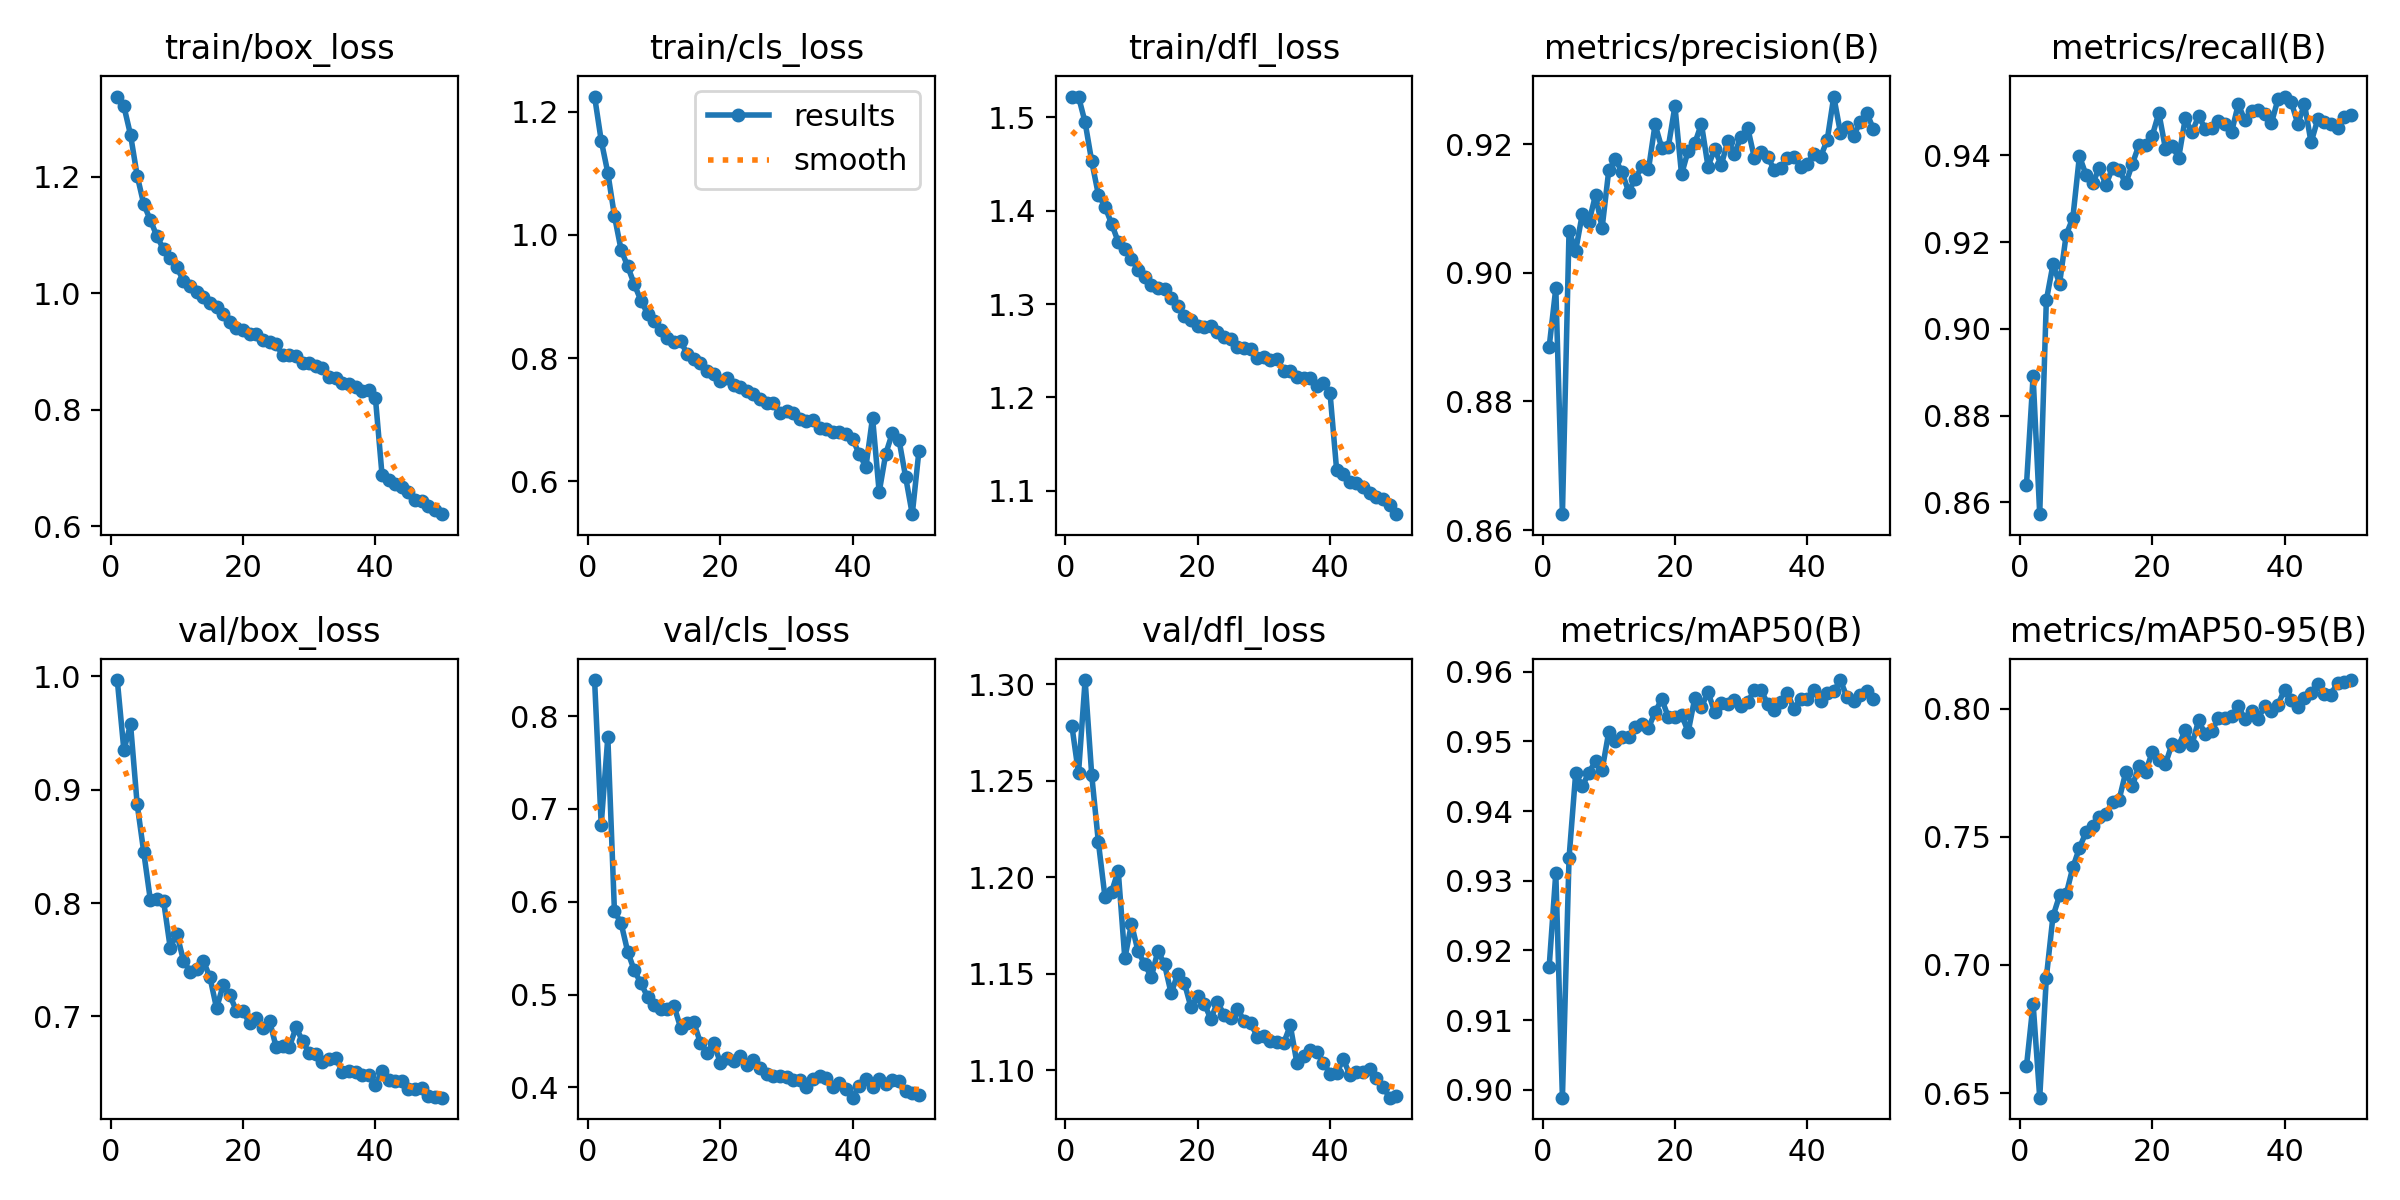 train/box_loss
1.2
1.0
0.8
0.6
0 20 40
train/cls_loss
results
smooth
1.2
1.0
0.8
0.6
0 20 40
train/dfl_loss
1.5
1.4
1.3
1.2
1.1
0 20 40
metrics/precision(B)
0.92
0.90
0.88
0.86
0 20 40
metrics/recall(B)
0.94
0.92
0.90
0.88
0.86
0 20 40
val/box_loss
1.0
0.9
0.8
0.7
0 20 40
val/cls_loss
0.8
0.7
0.6
0.5
0.4
0 20 40
val/dfl_loss
1.30
1.25
1.20
1.15
1.10
0 20 40
metrics/mAP50(B)
0.96
0.95
0.94
0.93
0.92
0.91
0.90
0 20 40
metrics/mAP50-95(B)
0.80
0.75
0.70
0.65
0 20 40